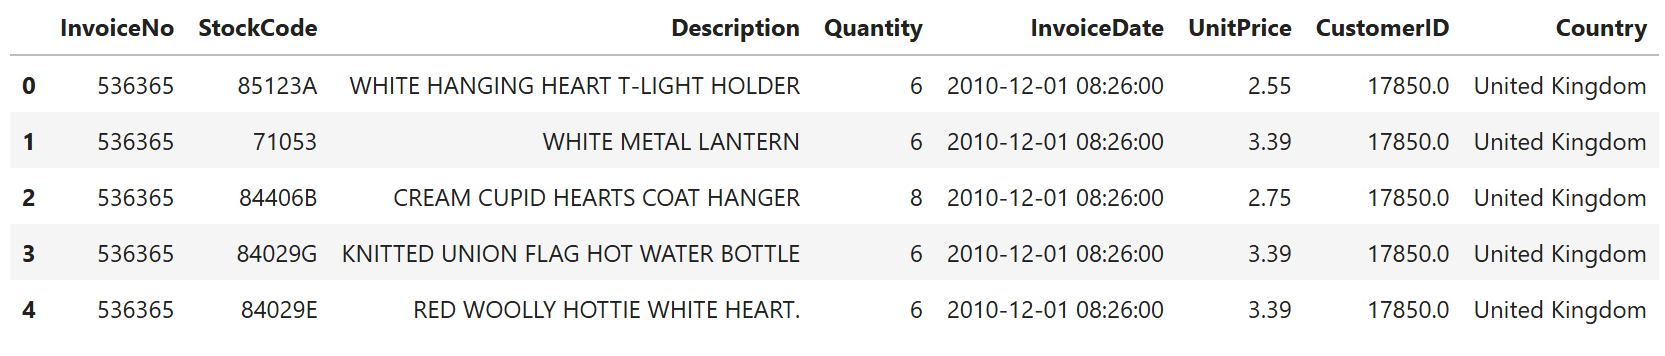 InvoiceNo StockCode Description Quantity InvoiceDate UnitPrice CustomerID Country
0 536365 85123A WHITE HANGING HEART T-LIGHT HOLDER 6 2010-12-01 08:26:00 2.55 17850.0 United Kingdom
1 536365 71053 WHITE METAL LANTERN 6 2010-12-01 08:26:00 3.39 17850.0 United Kingdom
2 536365 84406B CREAM CUPID HEARTS COAT HANGER 8 2010-12-01 08:26:00 2.75 17850.0 United Kingdom
3 536365 84029G KNITTED UNION FLAG HOT WATER BOTTLE 6 2010-12-01 08:26:00 3.39 17850.0 United Kingdom
4 536365 84029E RED WOOLLY HOTTIE WHITE HEART. 6 2010-12-01 08:26:00 3.39 17850.0 United Kingdom